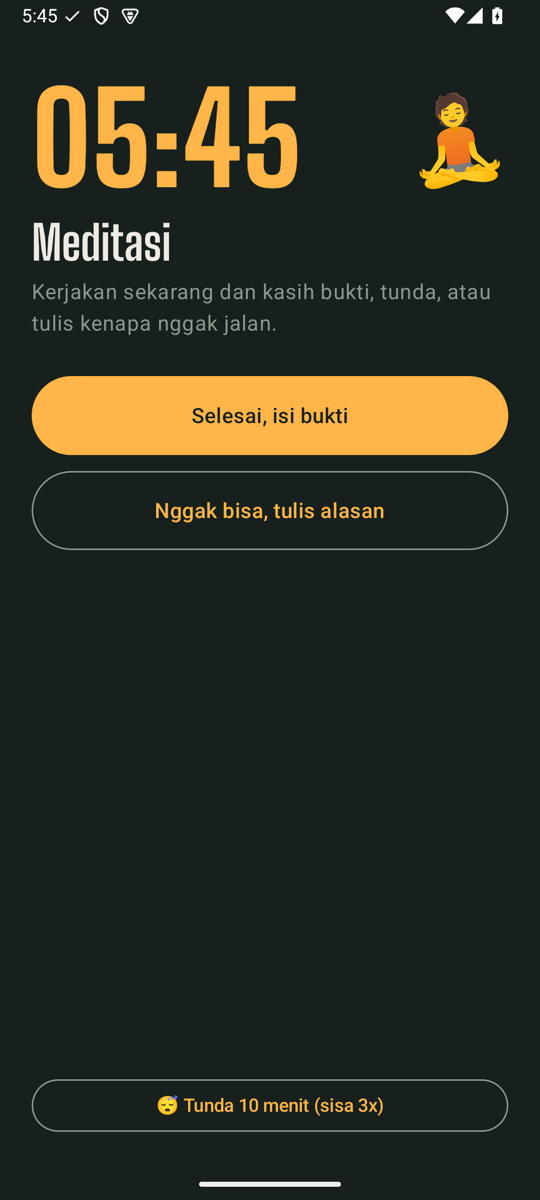 5:45
05:45
Meditasi
Kerjakan sekarang dan kasih bukti, tunda, atau
tulis kenapa nggak jalan.
Selesai, isi bukti
Nggak bisa, tulis alasan
😴 Tunda 10 menit (sisa 3x)